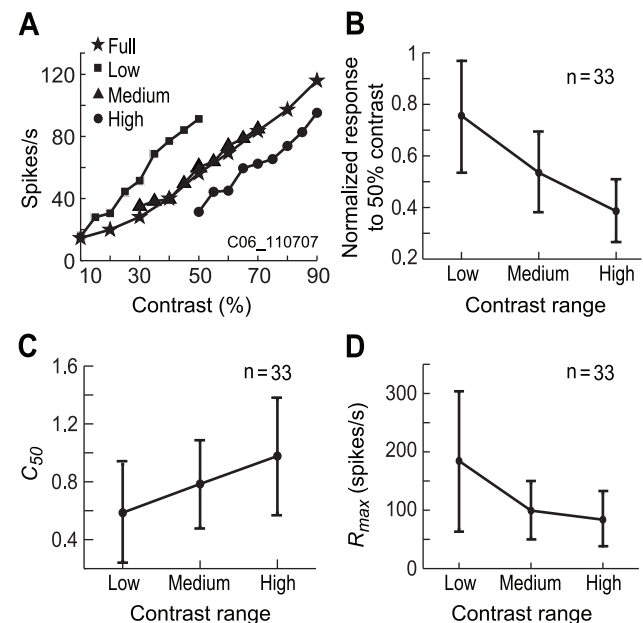 A
Full
Low
Medium
High
120
80
40
0
Spikes/s
C06_110707
10 30 50 70 90
Contrast (%)
B
n = 33
1
0.8
0.6
0.4
0.2
Normalized response
to 50% contrast
Low Medium High
Contrast range
C
n = 33
1.6
1.2
0.8
0.4
C50
Low Medium High
Contrast range
D
n = 33
300
200
100
0
Rmax (spikes/s)
Low Medium High
Contrast range